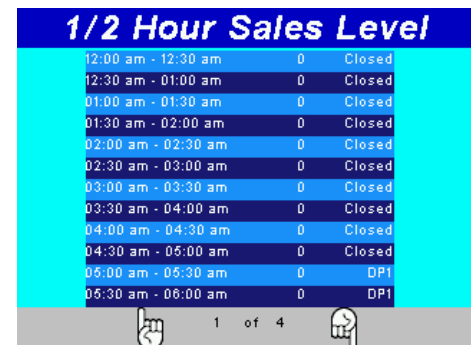 1/2 Hour Sales Level
12:00 am - 12:30 am 0 Closed
12:30 am - 01:00 am 0 Closed
01:00 am - 01:30 am 0 Closed
01:30 am - 02:00 am 0 Closed
02:00 am - 02:30 am 0 Closed
02:30 am - 03:00 am 0 Closed
03:00 am - 03:30 am 0 Closed
03:30 am - 04:00 am 0 Closed
04:00 am - 04:30 am 0 Closed
04:30 am - 05:00 am 0 Closed
05:00 am - 05:30 am 0 DP1
05:30 am - 06:00 am 0 DP1
1 of 4